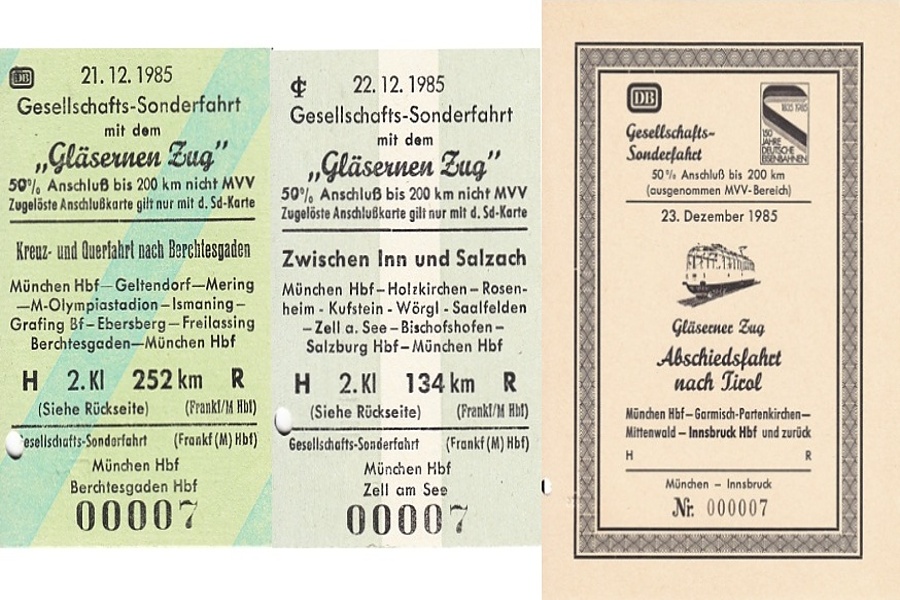 DB
21. 12. 1985
Gesellschafts-Sonderfahrt
mit dem
„Gläsernen Zug”
50% Anschluß bis 200 km nicht MVV
Zugelöste Anschlußkarte gilt nur mit d. Sd-Karte
Kreuz- und Querfahrt nach Berchtesgaden
München Hbf—Geltendorf—Mering
—M-Olympiastadion—Ismaning—
Grafing Bf—Ebersberg—Freilassing
Berchtesgaden—München Hbf
H 2. Kl 252 km R
(Siehe Rückseite) (Frankf/M Hbf)
Gesellschafts-Sonderfahrt (Frankf (M) Hbf)
München Hbf
Berchtesgaden Hbf
00007
22. 12. 1985
Gesellschafts-Sonderfahrt
mit dem
„Gläsernen Zug”
50% Anschluß bis 200 km nicht MVV
Zugelöste Anschlußkarte gilt nur mit d. Sd-Karte
Zwischen Inn und Salzach
München Hbf—Holzkirchen—Rosen-
heim - Kufstein - Wörgl - Saalfelden
—Zell a. See—Bischofshofen—
Salzburg Hbf—München Hbf
H 2. Kl 134 km R
(Siehe Rückseite) (Frankf/M Hbf)
Gesellschafts-Sonderfahrt (Frankf (M) Hbf)
München Hbf
Zell am See
00007
DB
1835 1985
150
JAHRE
DEUTSCHE
EISENBAHNEN
Gesellschafts-
Sonderfahrt
50% Anschluß bis 200 km
(ausgenommen MVV-Bereich)
23. Dezember 1985
Gläserner Zug
Abschiedsfahrt
nach Tirol
München Hbf—Garmisch-Partenkirchen—
Mittenwald — Innsbruck Hbf und zurück
H R
München — Innsbruck
Nr. 000007